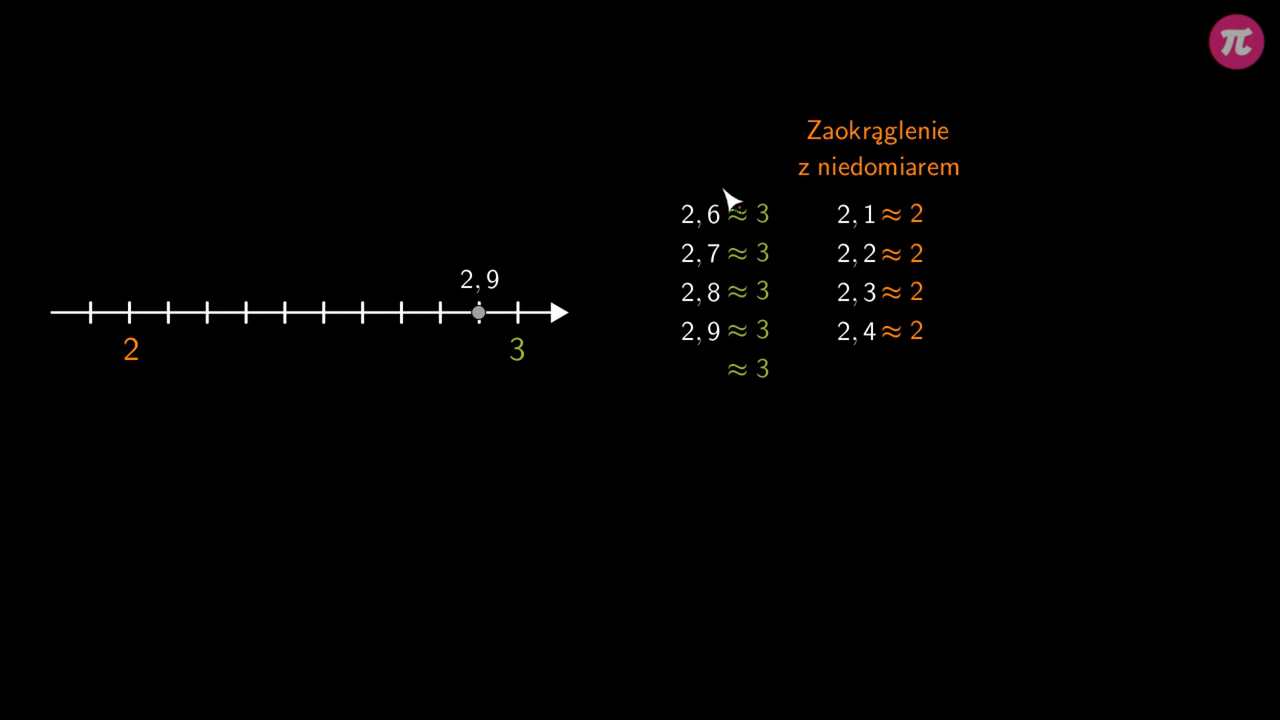 π
Zaokrąglenie
z niedomiarem
2,6 ≈ 3 2,1 ≈ 2
2,7 ≈ 3 2,2 ≈ 2
2,8 ≈ 3 2,3 ≈ 2
2,9 ≈ 3 2,4 ≈ 2
≈ 3
2,9
2 3